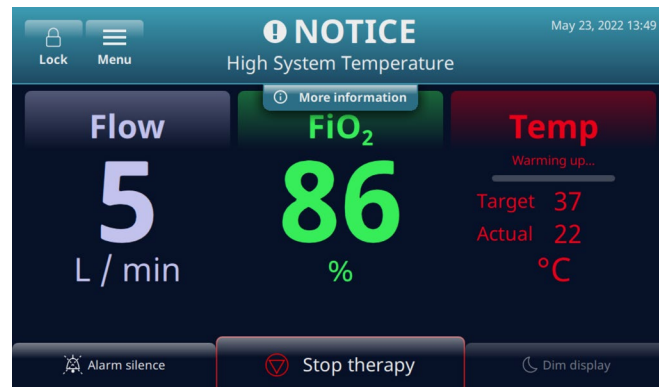 NOTICE
May 23, 2022 13:49
Lock
Menu
High System Temperature
More information
Flow
5
L / min
FiO₂
86
%
Temp
Warming up...
Target 37
Actual 22
°C
Alarm silence
Stop therapy
Dim display